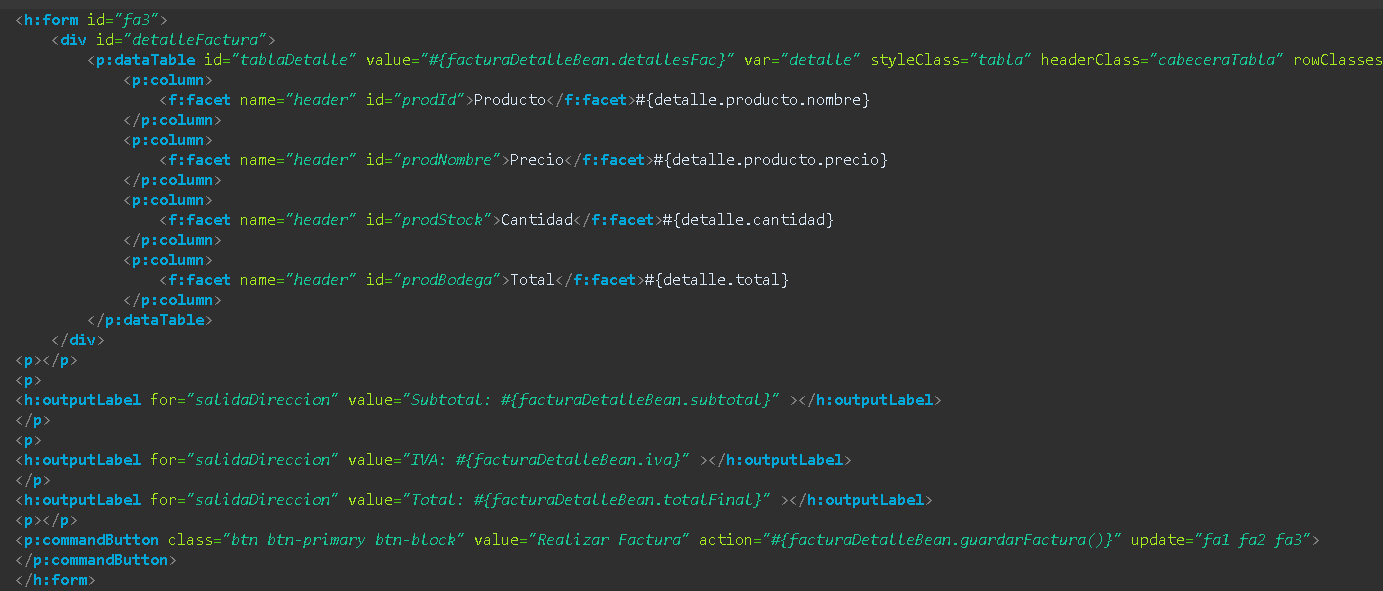 <h:form id="fa3">
<div id="detalleFactura">
<p:dataTable id="tablaDetalle" value="#{facturaDetalleBean.detallesFac}" var="detalle" styleClass="tabla" headerClass="cabeceraTabla" rowClasses
<p:column>
<f:facet name="header" id="prodId">Producto</f:facet>#{detalle.producto.nombre}
</p:column>
<p:column>
<f:facet name="header" id="prodNombre">Precio</f:facet>#{detalle.producto.precio}
</p:column>
<p:column>
<f:facet name="header" id="prodStock">Cantidad</f:facet>#{detalle.cantidad}
</p:column>
<p:column>
<f:facet name="header" id="prodBodega">Total</f:facet>#{detalle.total}
</p:column>
</p:dataTable>
</div>
<p></p>
<p>
<h:outputLabel for="salidaDireccion" value="Subtotal: #{facturaDetalleBean.subtotal}" ></h:outputLabel>
</p>
<p>
<h:outputLabel for="salidaDireccion" value="IVA: #{facturaDetalleBean.iva}" ></h:outputLabel>
</p>
<h:outputLabel for="salidaDireccion" value="Total: #{facturaDetalleBean.totalFinal}" ></h:outputLabel>
<p></p>
<p:commandButton class="btn btn-primary btn-block" value="Realizar Factura" action="#{facturaDetalleBean.guardarFactura()}" update="fa1 fa2 fa3">
</p:commandButton>
</h:form>